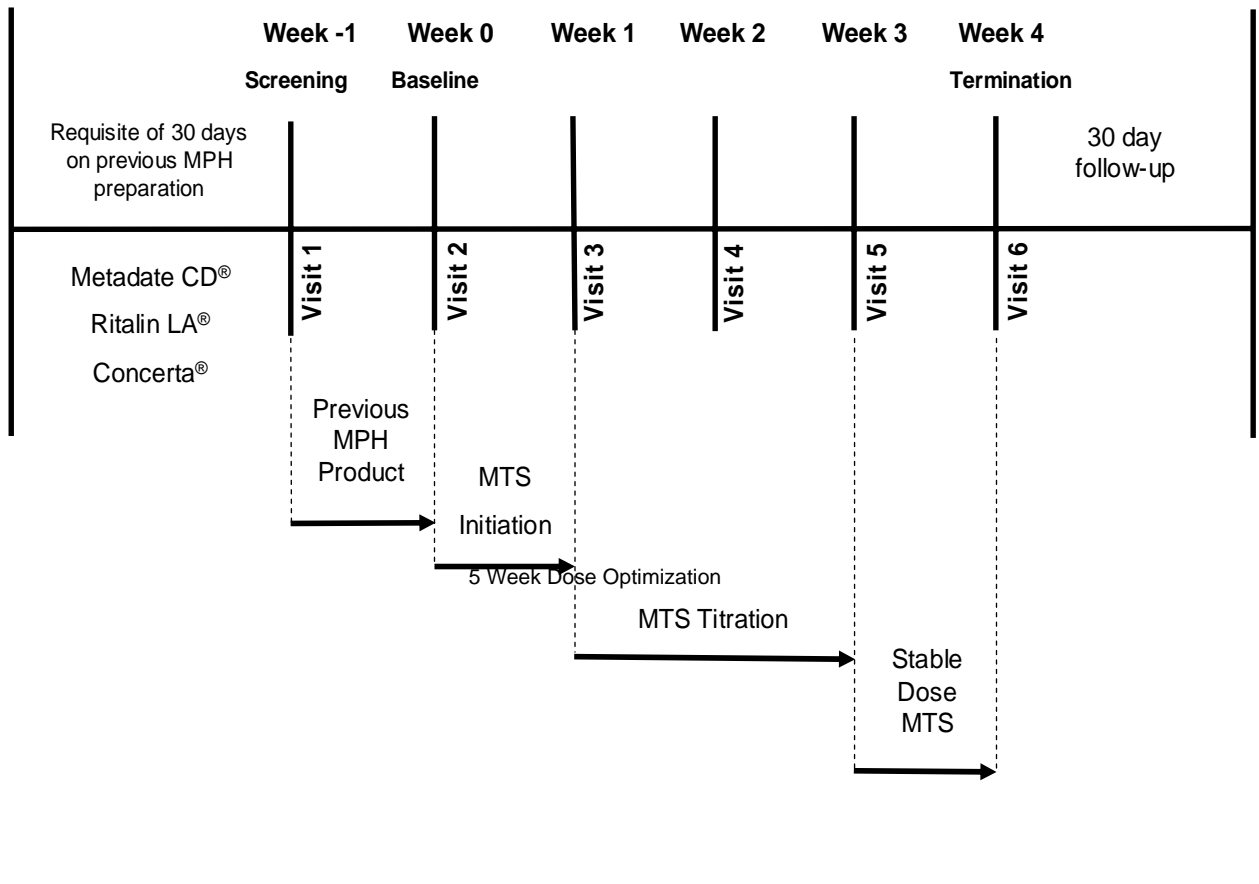 Week -1 Week 0 Week 1 Week 2 Week 3 Week 4
Screening Baseline Termination
Requisite of 30 days
on previous MPH
preparation
30 day
follow-up
Visit 1
Visit 2
Visit 3
Visit 4
Visit 5
Visit 6
Metadate CD®
Ritalin LA®
Concerta®
Previous
MPH
Product
MTS
Initiation
5 Week Dose Optimization
MTS Titration
Stable
Dose
MTS